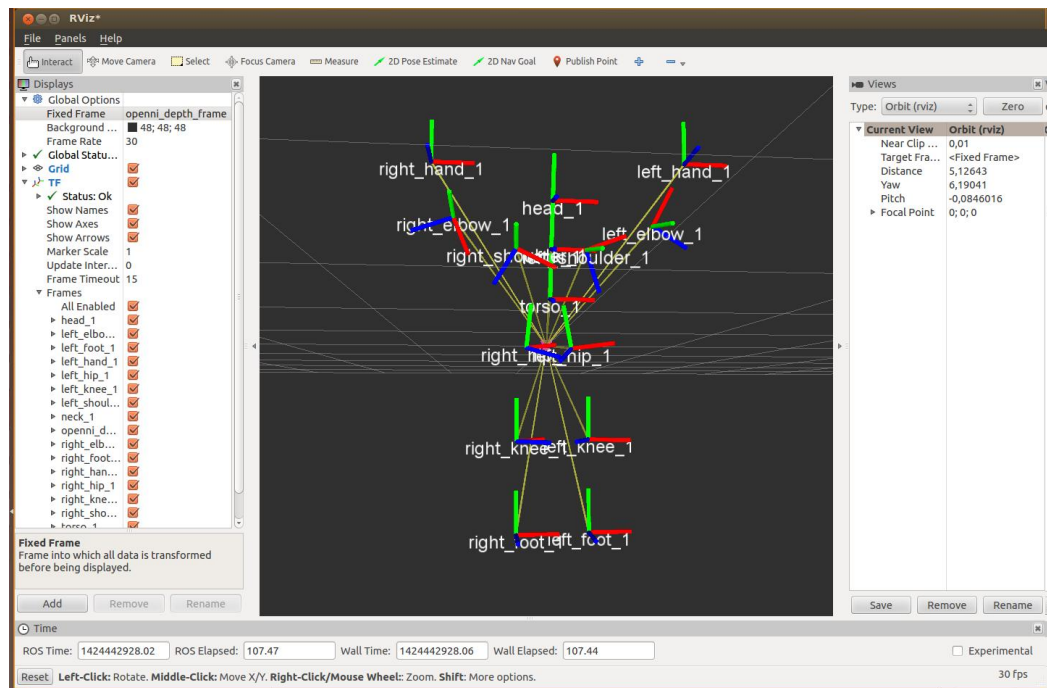 RViz*
File Panels Help
Interact Move Camera Select Focus Camera Measure 2D Pose Estimate 2D Nav Goal Publish Point
Displays
Global Options
Fixed Frame openni_depth_frame
Background ... 48; 48; 48
Frame Rate 30
Global Statu...
Grid
TF
Status: Ok
Show Names
Show Axes
Show Arrows
Marker Scale 1
Update Inter... 0
Frame Timeout 15
Frames
All Enabled
head_1
left_elbo...
left_foot_1
left_hand_1
left_hip_1
left_knee_1
left_shoul...
neck_1
openni_d...
right_elb...
right_foot...
right_han...
right_hip_1
right_kne...
right_sho...
torso_1
Fixed Frame
Frame into which all data is transformed
before being displayed.
Add Remove Rename
right_hand_1 left_hand_1
head_1
right_elbow_1 left_elbow_1
torso_1
left_hip_1
right_knee_1 left_knee_1
right_foot_1 left_foot_1
Views
Type: Orbit (rviz) Zero
Current View Orbit (rviz)
Near Clip ... 0,01
Target Fra... <Fixed Frame>
Distance 5,12643
Yaw 6,19041
Pitch -0,0846016
Focal Point 0; 0; 0
Save Remove Rename
Time
ROS Time: 1424442928.02 ROS Elapsed: 107.47 Wall Time: 1424442928.06 Wall Elapsed: 107.44 Experimental
Reset Left-Click: Rotate. Middle-Click: Move X/Y. Right-Click/Mouse Wheel:: Zoom. Shift: More options. 30 fps